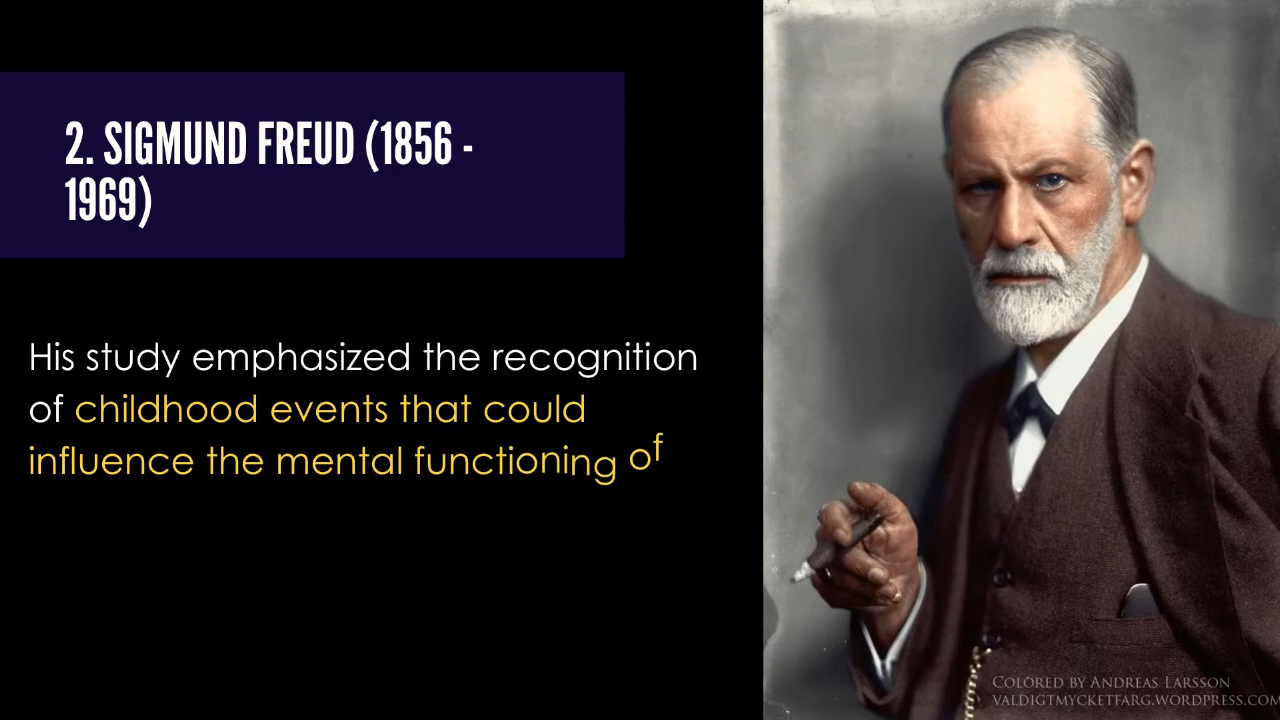 2. SIGMUND FREUD (1856 -
1969)
His study emphasized the recognition
of childhood events that could
influence the mental functioning of
COLORED BY ANDREAS LARSSON
VALDIGTMYCKETFARG.WORDPRESS.COM